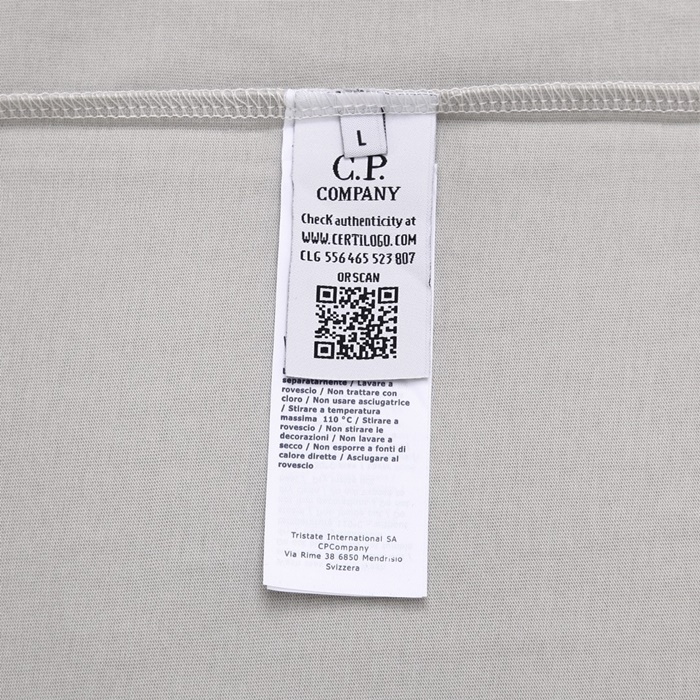 L
C.P.
COMPANY
Check authenticity at
WWW.CERTILOGO.COM
CLG 556 465 523 807
OR SCAN
separatamente / Lavare a
rovescio / Non trattare con
cloro / Non usare asciugatrice
/ Stirare a temperatura
massima 110 °C / Stirare a
rovescio / Non stirare le
decorazioni / Non lavare a
secco / Non esporre a fonti di
calore dirette / Asciugare al
rovescio
Tristate International SA
CPCompany
Via Rime 38 6850 Mendrisio
Svizzera